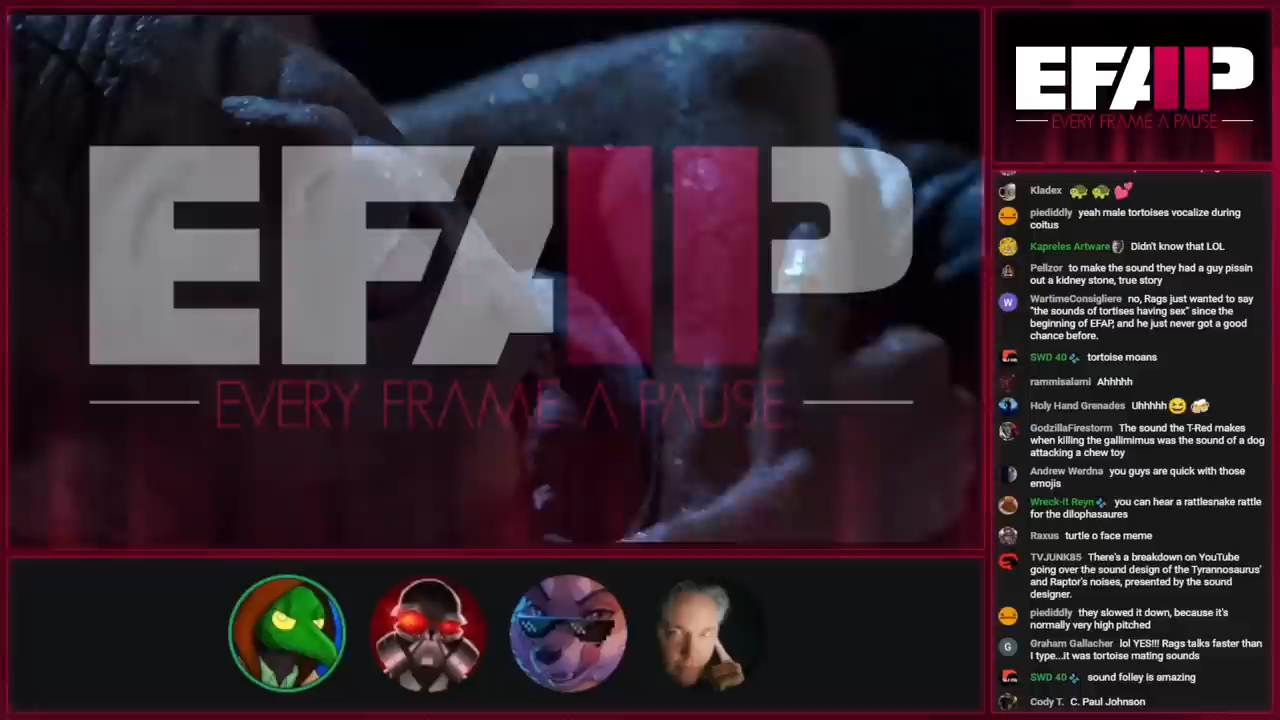 EFAP
EVERY FRAME A PAUSE
EFAP
EVERY FRAME A PAUSE
Kladex
piediddly yeah male tortoises vocalize during
coitus
Kapreles Artware Didn't know that LOL
Pellzor to make the sound they had a guy pissin
out a kidney stone, true story
WartimeConsigliere no, Rags just wanted to say
"the sounds of tortises having sex" since the
beginning of EFAP, and he just never got a good
chance before.
SWD 40 tortoise moans
rammisalami Ahhhhh
Holy Hand Grenades Uhhhhh
GodzillaFirestorm The sound the T-Red makes
when killing the gallimimus was the sound of a dog
attacking a chew toy
Andrew Werdna you guys are quick with those
emojis
Wreck-It Reyn you can hear a rattlesnake rattle
for the dilophasaures
Raxus turtle o face meme
TVJUNK85 There's a breakdown on YouTube
going over the sound design of the Tyrannosaurus'
and Raptor's noises, presented by the sound
designer.
piediddly they slowed it down, because it's
normally very high pitched
G
Graham Gallacher lol YES!!! Rags talks faster than
I type...it was tortoise mating sounds
SWD 40 sound folley is amazing
Cody T. C. Paul Johnson